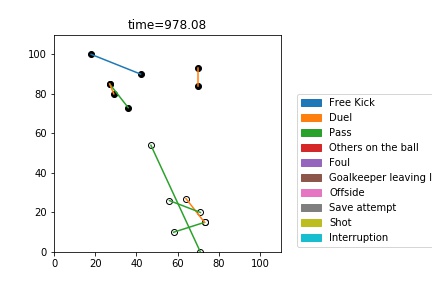 time=978.08
100
80
60
40
20
0
0 20 40 60 80 100
Free Kick
Duel
Pass
Others on the ball
Foul
Goalkeeper leaving l
Offside
Save attempt
Shot
Interruption